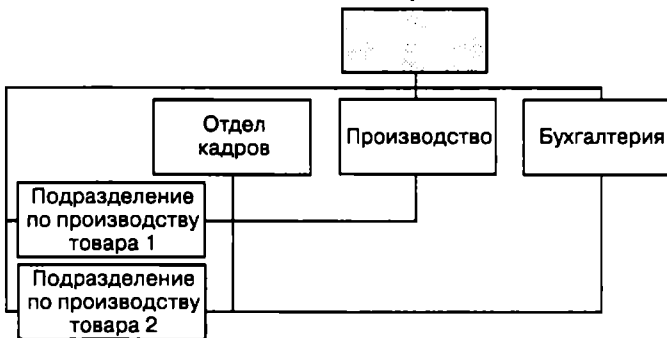 Отдел
кадров
Производство
Бухгалтерия
Подразделение
по производству
товара 1
Подразделение
по производству
товара 2